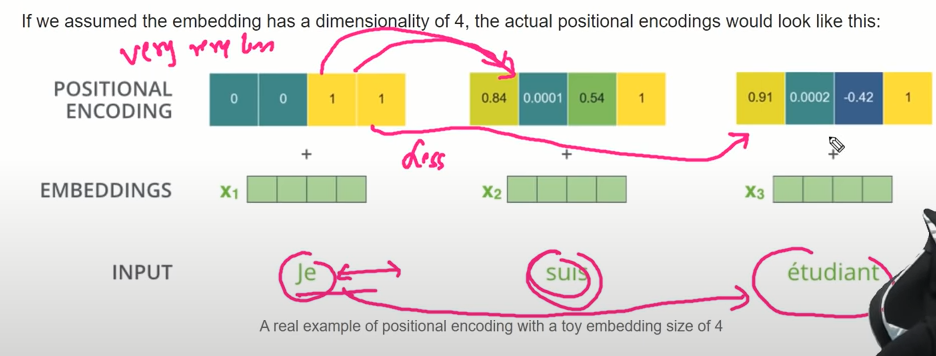 If we assumed the embedding has a dimensionality of 4, the actual positional encodings would look like this:
very very less
POSITIONAL
ENCODING
0 0 1 1 0.84 0.0001 0.54 1 0.91 0.0002 -0.42 1
+ Less + +
EMBEDDINGS X1 X2 X3
INPUT Je suis étudiant
A real example of positional encoding with a toy embedding size of 4